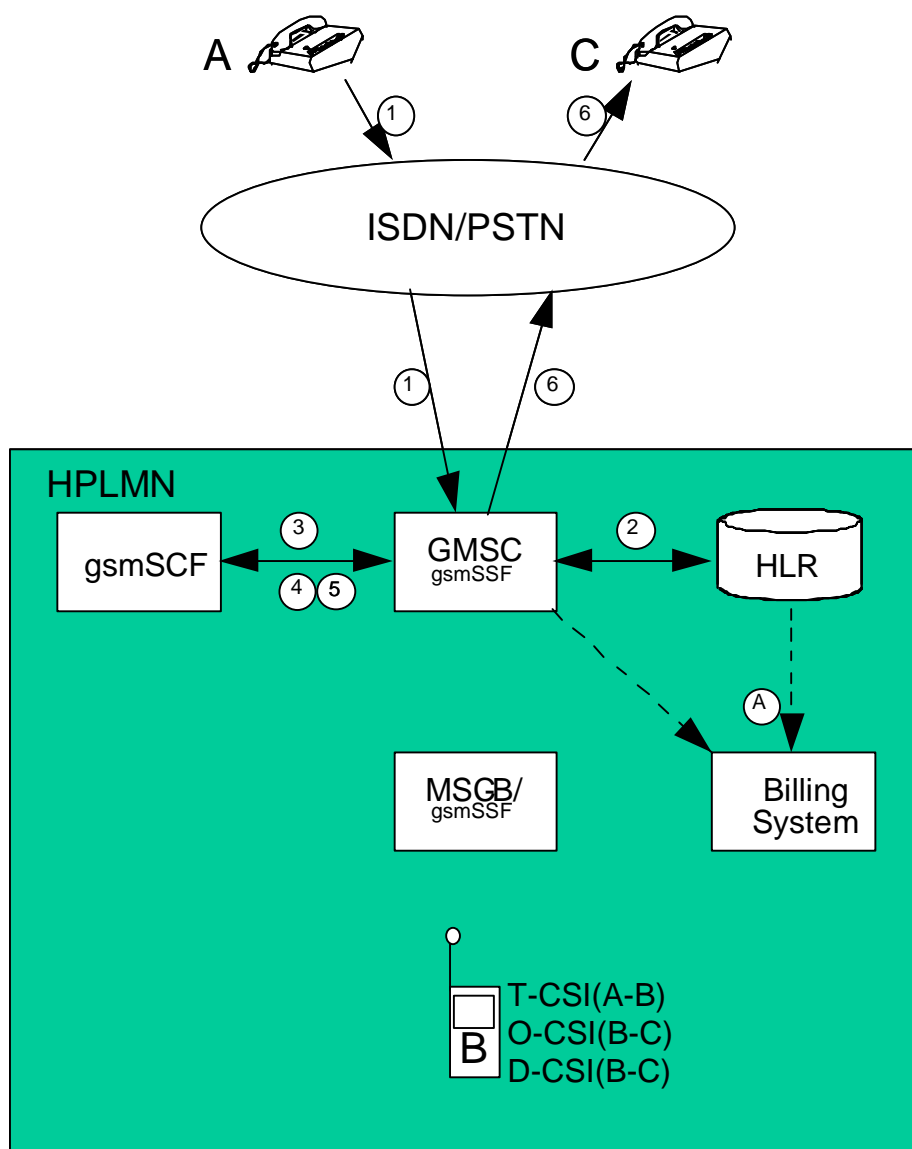 A
C
1
6
ISDN/PSTN
1
6
HPLMN
gsmSCF
3
4
5
GMSC
gsmSSF
2
HLR
A
MSCB/
gsmSSF
Billing
System
B
T-CSI(A-B)
O-CSI(B-C)
D-CSI(B-C)